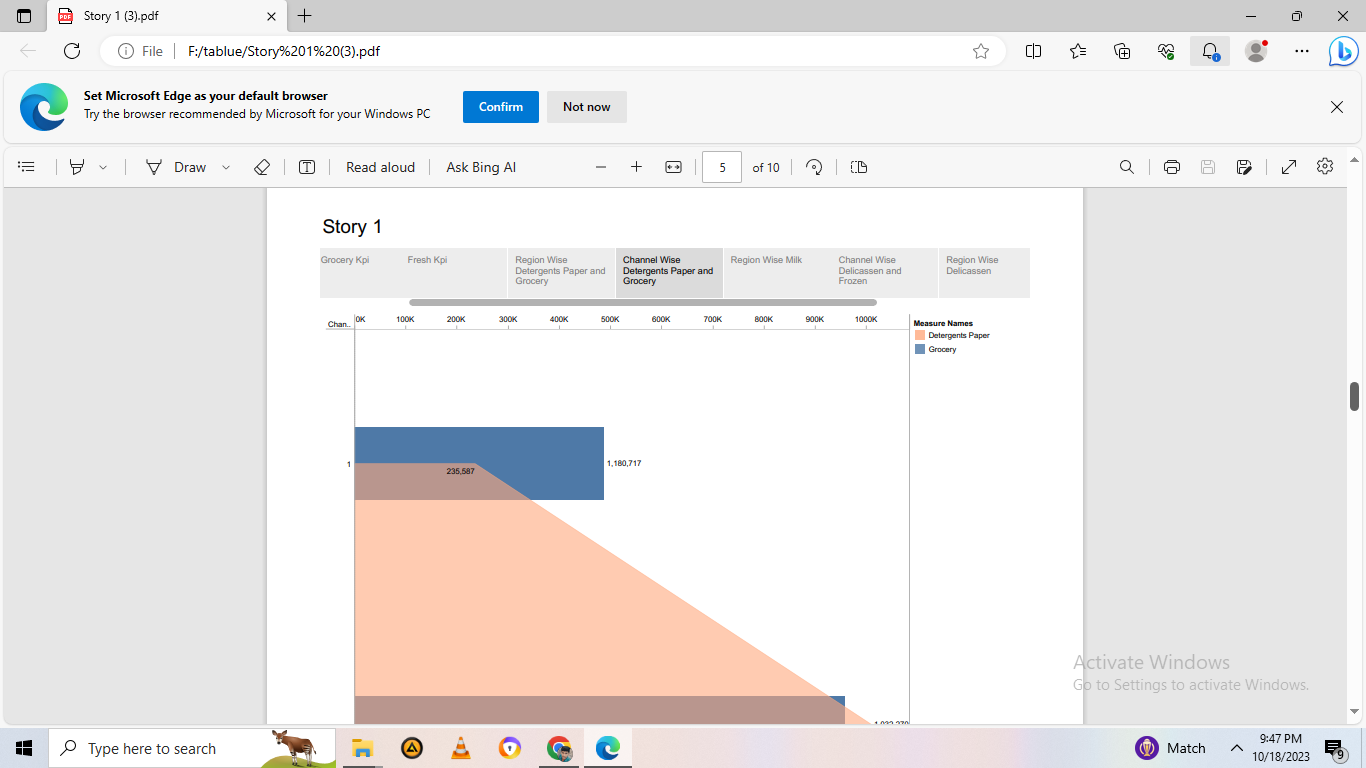 Story 1 (3).pdf
File
F:/tablue/Story%201%20(3).pdf
Set Microsoft Edge as your default browser
Try the browser recommended by Microsoft for your Windows PC
Confirm
Not now
Draw
Read aloud
Ask Bing AI
5
of 10
Story 1
Grocery Kpi
Fresh Kpi
Region Wise
Detergents Paper and
Grocery
Channel Wise
Detergents Paper and
Grocery
Region Wise Milk
Channel Wise
Delicassen and
Frozen
Region Wise
Delicassen
Chan..
0K 100K 200K 300K 400K 500K 600K 700K 800K 900K 1000K
Measure Names
Detergents Paper
Grocery
1
235,587
1,180,717
Activate Windows
Go to Settings to activate Windows.
Type here to search
Match
9:47 PM
10/18/2023
9